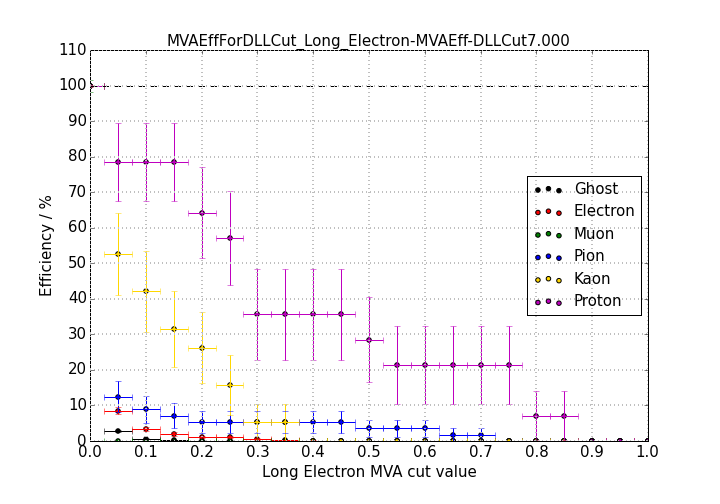 MVAEffForDLLCut_Long_Electron-MVAEff-DLLCut7.000
110
100
90
80
70
60
50
40
30
20
10
0
Efficiency / %
Ghost
Electron
Muon
Pion
Kaon
Proton
0.0 0.1 0.2 0.3 0.4 0.5 0.6 0.7 0.8 0.9 1.0
Long Electron MVA cut value